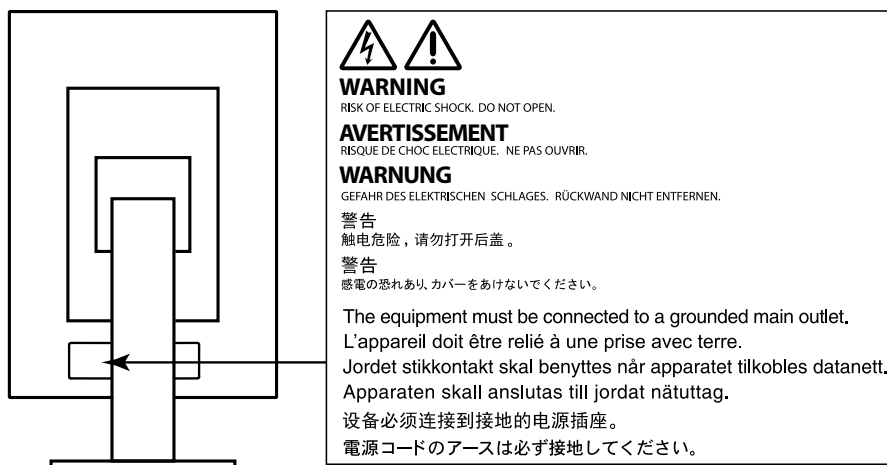 WARNING
RISK OF ELECTRIC SHOCK. DO NOT OPEN.
AVERTISSEMENT
RISQUE DE CHOC ELECTRIQUE. NE PAS OUVRIR.
WARNUNG
GEFAHR DES ELEKTRISCHEN SCHLAGES. RÜCKWAND NICHT ENTFERNEN.
警告
触电危险，请勿打开后盖。
警告
感電の恐れあり、カバーをあけないでください。
The equipment must be connected to a grounded main outlet.
L'appareil doit être relié à une prise avec terre.
Jordet stikkontakt skal benyttes når apparatet tilkobles datanett.
Apparaten skall anslutas till jordat nätuttag.
设备必须连接到接地的电源插座。
電源コードのアースは必ず接地してください。